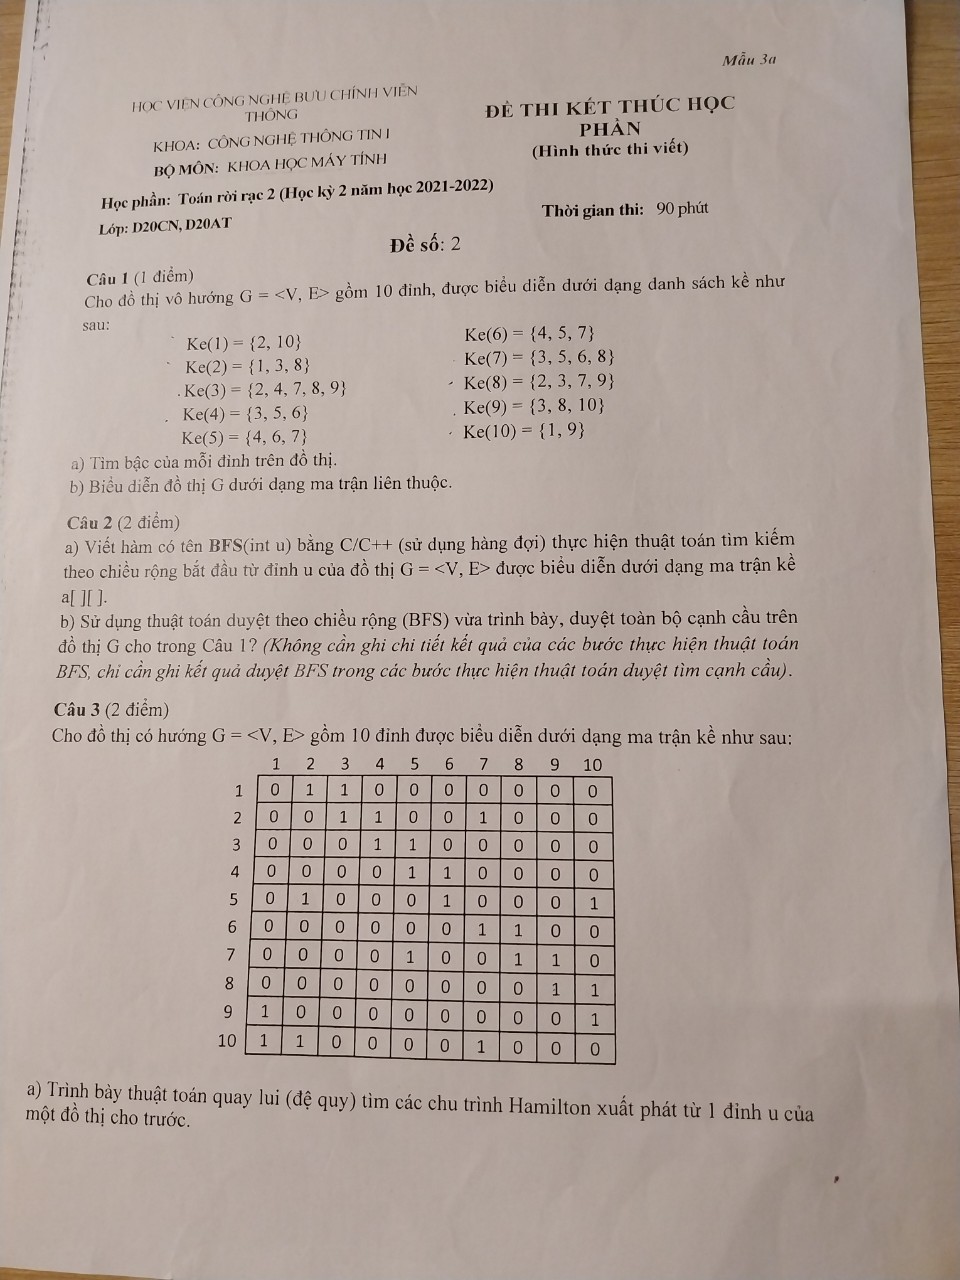 Mẫu 3a
HỌC VIỆN CÔNG NGHỆ BƯU CHÍNH VIỄN
THÔNG
KHOA: CÔNG NGHỆ THÔNG TIN I
BỘ MÔN: KHOA HỌC MÁY TÍNH
ĐỀ THI KẾT THÚC HỌC
PHẦN
(Hình thức thi viết)
Học phần: Toán rời rạc 2 (Học kỳ 2 năm học 2021-2022)
Lớp: D20CN, D20AT
Thời gian thi: 90 phút
Đề số: 2
Câu 1 (1 điểm)
Cho đồ thị vô hướng G = <V, E> gồm 10 đỉnh, được biểu diễn dưới dạng danh sách kề như
sau:
Ke(1) = {2, 10}
Ke(2) = {1, 3, 8}
Ke(3) = {2, 4, 7, 8, 9}
Ke(4) = {3, 5, 6}
Ke(5) = {4, 6, 7}
Ke(6) = {4, 5, 7}
Ke(7) = {3, 5, 6, 8}
Ke(8) = {2, 3, 7, 9}
Ke(9) = {3, 8, 10}
Ke(10) = {1, 9}
a) Tìm bậc của mỗi đỉnh trên đồ thị.
b) Biểu diễn đồ thị G dưới dạng ma trận liên thuộc.
Câu 2 (2 điểm)
a) Viết hàm có tên BFS(int u) bằng C/C++ (sử dụng hàng đợi) thực hiện thuật toán tìm kiếm
theo chiều rộng bắt đầu từ đỉnh u của đồ thị G = <V, E> được biểu diễn dưới dạng ma trận kề
a[ ][ ].
b) Sử dụng thuật toán duyệt theo chiều rộng (BFS) vừa trình bày, duyệt toàn bộ cạnh cầu trên
đồ thị G cho trong Câu 1? (Không cần ghi chi tiết kết quả của các bước thực hiện thuật toán
BFS, chỉ cần ghi kết quả duyệt BFS trong các bước thực hiện thuật toán duyệt tìm cạnh cầu).
Câu 3 (2 điểm)
Cho đồ thị có hướng G = <V, E> gồm 10 đỉnh được biểu diễn dưới dạng ma trận kề như sau:
1 2 3 4 5 6 7 8 9 10
1 0 1 1 0 0 0 0 0 0 0
2 0 0 1 1 0 0 1 0 0 0
3 0 0 0 1 1 0 0 0 0 0
4 0 0 0 0 1 1 0 0 0 0
5 0 1 0 0 0 1 0 0 0 1
6 0 0 0 0 0 0 1 1 0 0
7 0 0 0 0 1 0 0 1 1 0
8 0 0 0 0 0 0 0 0 1 1
9 1 0 0 0 0 0 0 0 0 1
10 1 1 0 0 0 0 1 0 0 0
a) Trình bày thuật toán quay lui (đệ quy) tìm các chu trình Hamilton xuất phát từ 1 đỉnh u của
một đồ thị cho trước.